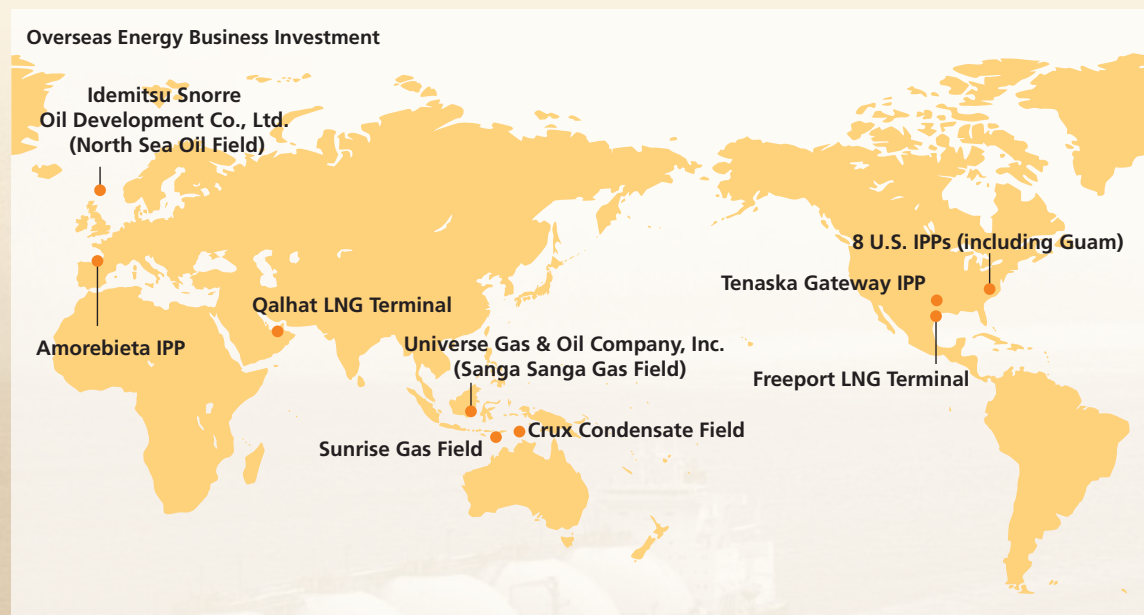 Overseas Energy Business Investment
Idemitsu Snorre
Oil Development Co., Ltd.
(North Sea Oil Field)
8 U.S. IPPs (including Guam)
Tenaska Gateway IPP
Qalhat LNG Terminal
Amorebieta IPP
Universe Gas & Oil Company, Inc.
(Sanga Sanga Gas Field)
Freeport LNG Terminal
Crux Condensate Field
Sunrise Gas Field